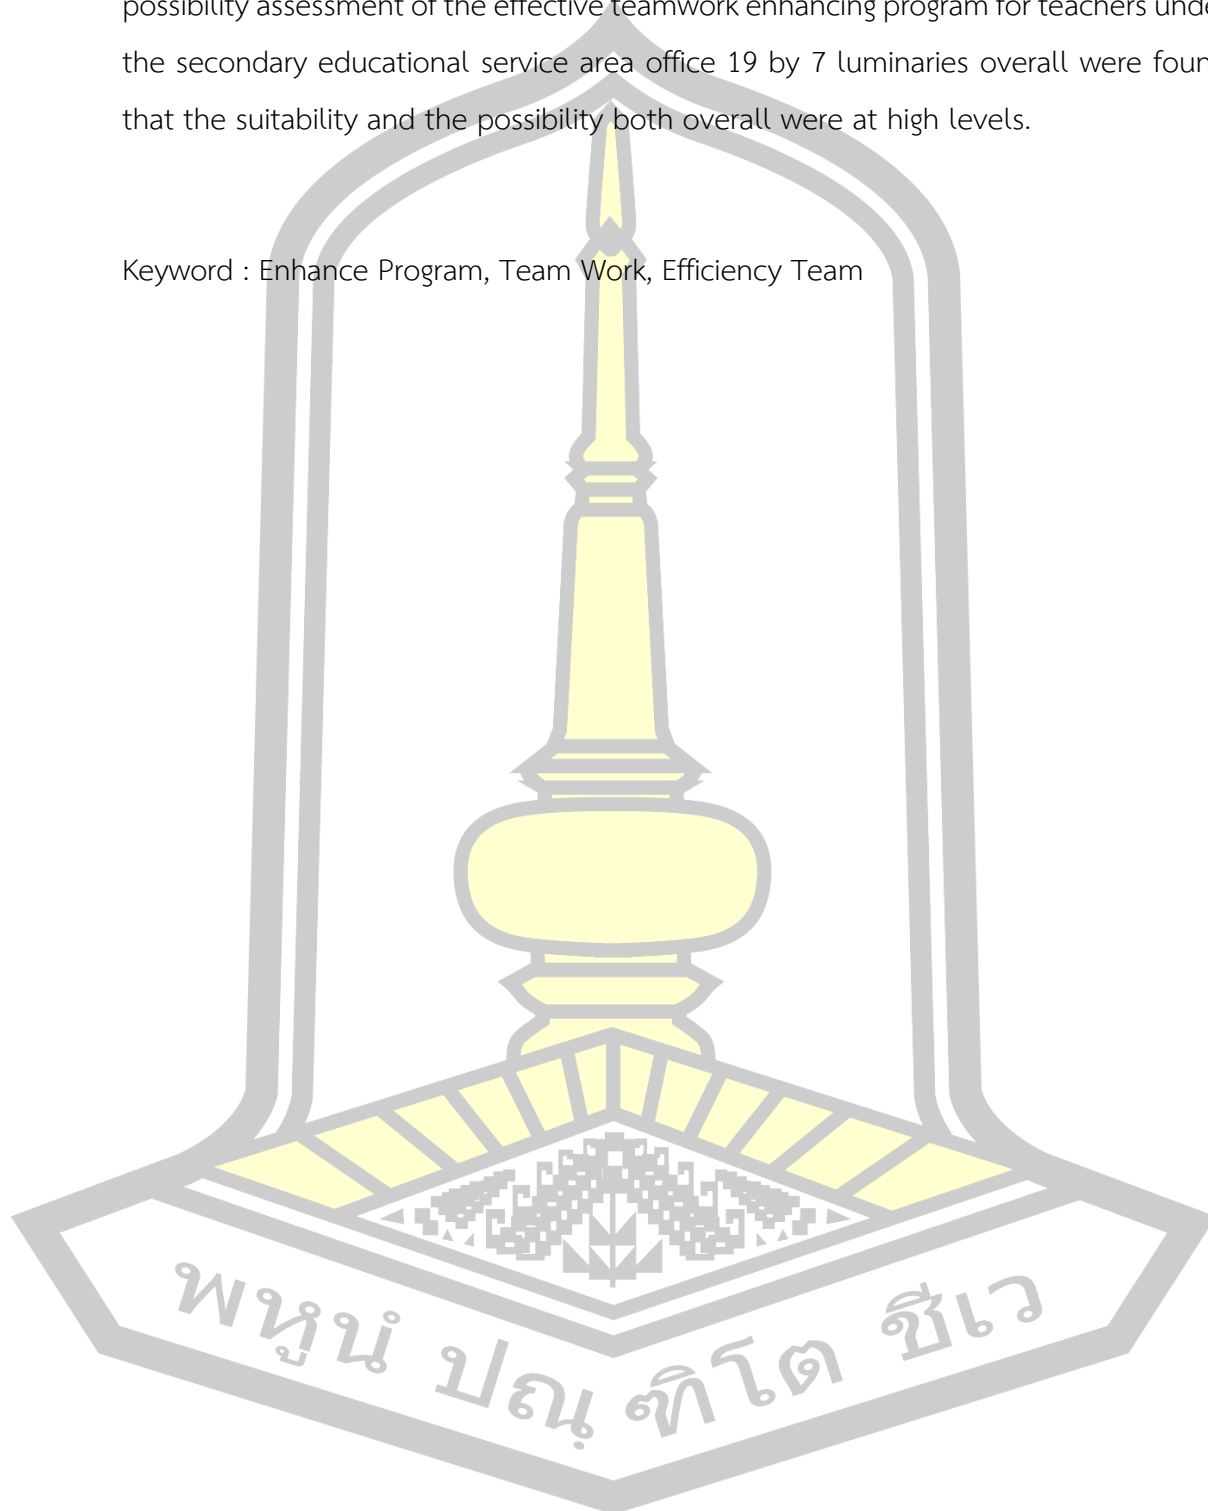 possibility assessment of the effective teamwork enhancing program for teachers unde
the secondary educational service area office 19 by 7 luminaries overall were foun
that the suitability and the possibility both overall were at high levels.
Keyword : Enhance Program, Team Work, Efficiency Team
พหูนํ ปณฺฑิโต ชีเว